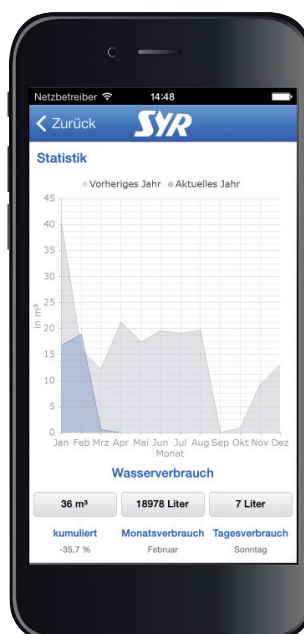 Netzbetreiber 14:48
Zurück SYR
Statistik
Vorheriges Jahr Aktuelles Jahr
45
40
35
30
25
20
15
10
5
0
in m³
Jan Feb Mrz Apr Mai Jun Jul Aug Sep Okt Nov Dez
Monat
Wasserverbrauch
36 m³ 18978 Liter 7 Liter
kumuliert Monatsverbrauch Tagesverbrauch
-35,7 % Februar Sonntag